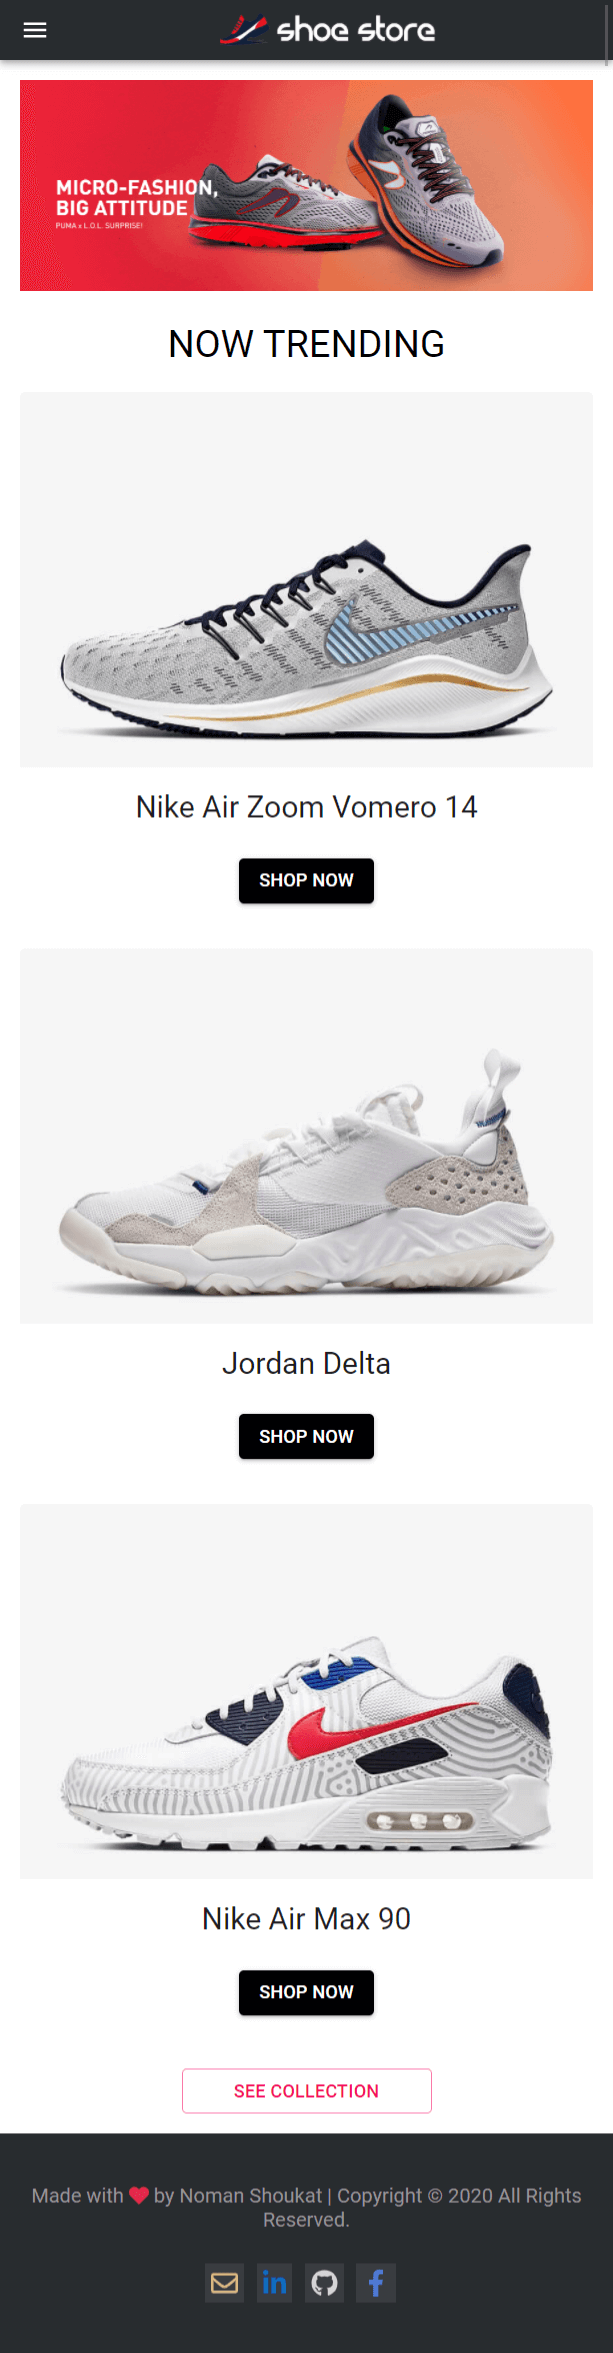 shoe store
MICRO-FASHION,
BIG ATTITUDE
PUMA x L.O.L. SURPRISE!
NOW TRENDING
Nike Air Zoom Vomero 14
SHOP NOW
Jordan Delta
SHOP NOW
Nike Air Max 90
SHOP NOW
SEE COLLECTION
Made with ❤ by Noman Shoukat | Copyright © 2020 All Rights
Reserved.